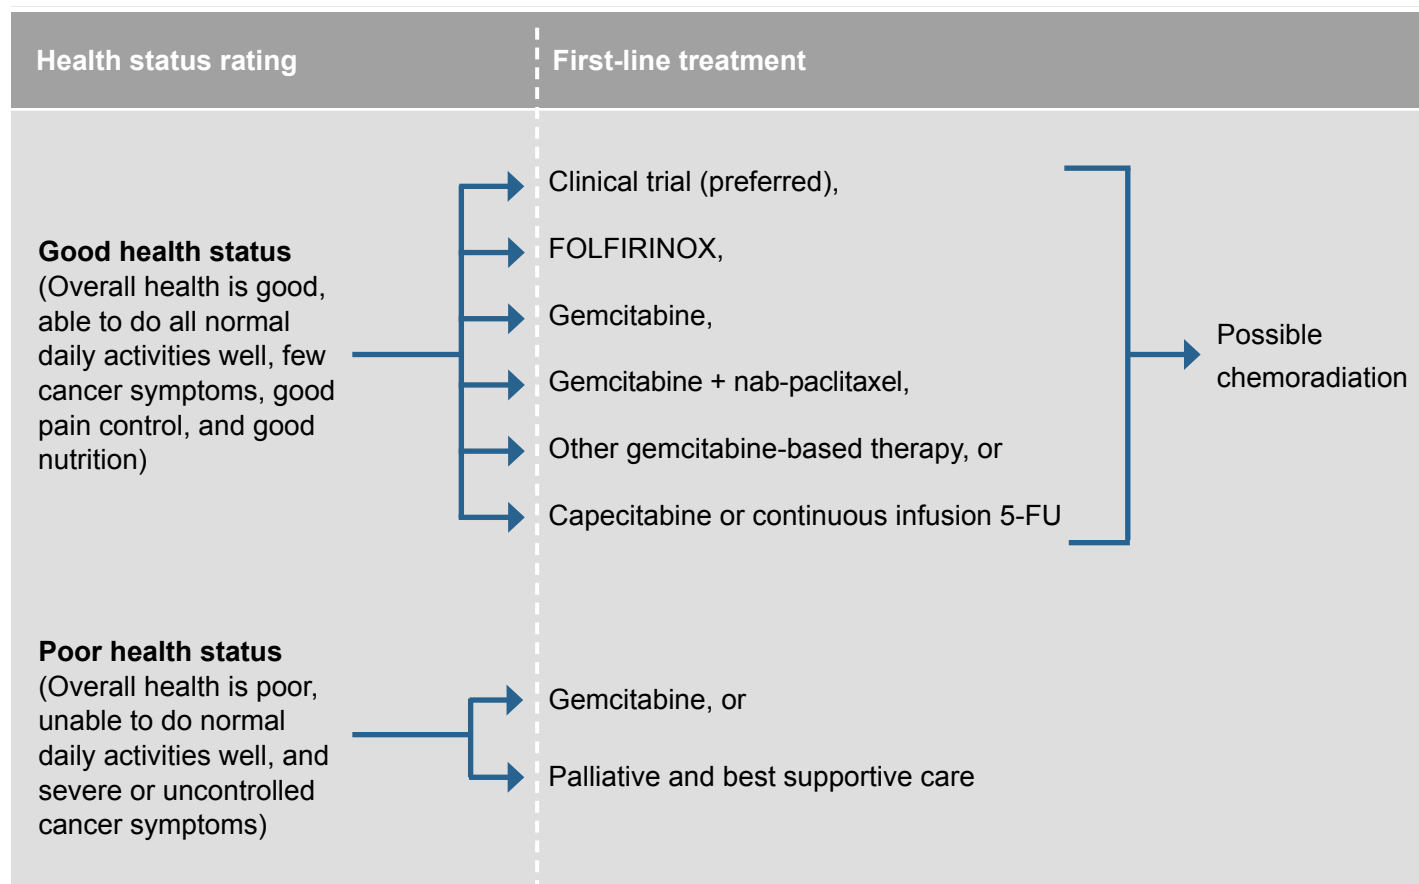 Health status rating
First-line treatment
Good health status
(Overall health is good,
able to do all normal
daily activities well, few
cancer symptoms, good
pain control, and good
nutrition)
Clinical trial (preferred),
FOLFIRINOX,
Gemcitabine,
Gemcitabine + nab-paclitaxel,
Other gemcitabine-based therapy, or
Capecitabine or continuous infusion 5-FU
Possible
chemoradiation
Poor health status
(Overall health is poor,
unable to do normal
daily activities well, and
severe or uncontrolled
cancer symptoms)
Gemcitabine, or
Palliative and best supportive care